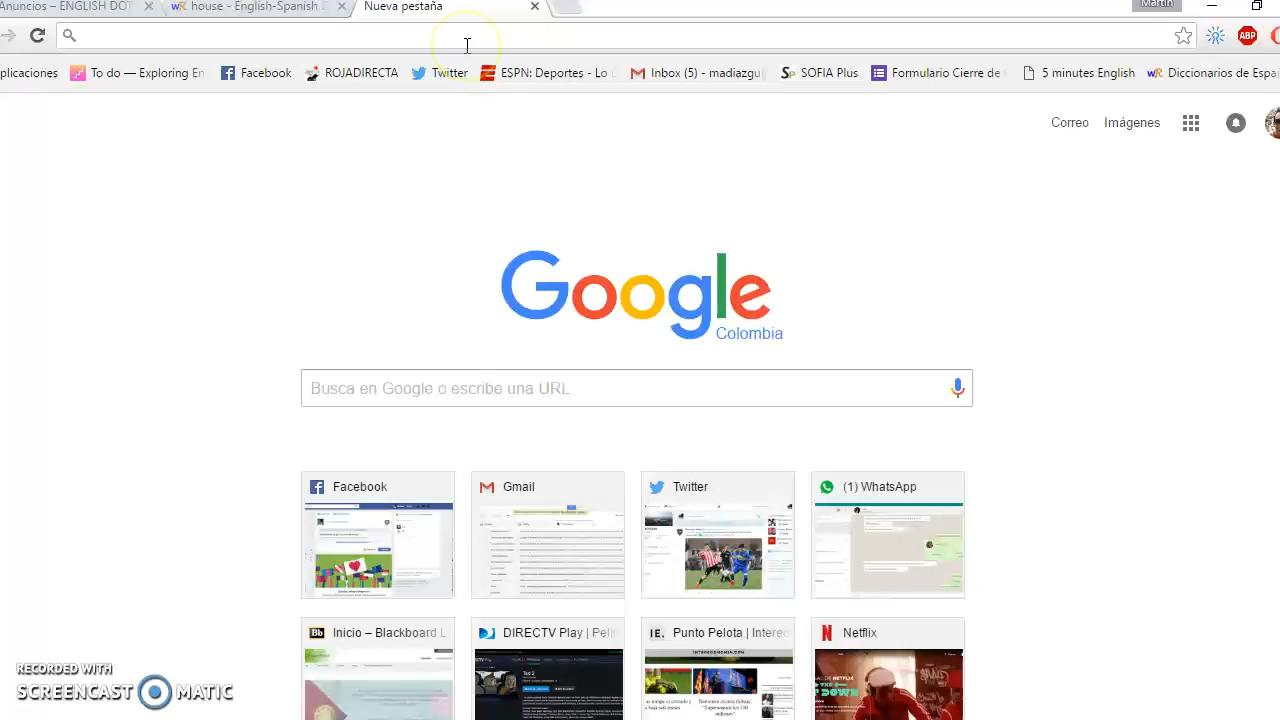 Anuncios – ENGLISH DOT
house - English-Spanish D
Nueva pestaña
Martin
plicaciones
To do — Exploring En
Facebook
ROJADIRECTA
Twitter
ESPN: Deportes - Lo
Inbox (5) - madiazgu
SOFIA Plus
Formulario Cierre de
5 minutes English
Diccionarios de Espa
Correo
Imágenes
Google
Colombia
Busca en Google o escribe una URL
Facebook
Gmail
Twitter
(1) WhatsApp
Inicio – Blackboard L
DIRECTV Play | Pelí
Punto Pelota | Intere
Netflix
RECORDED WITH
SCREENCAST-O-MATIC